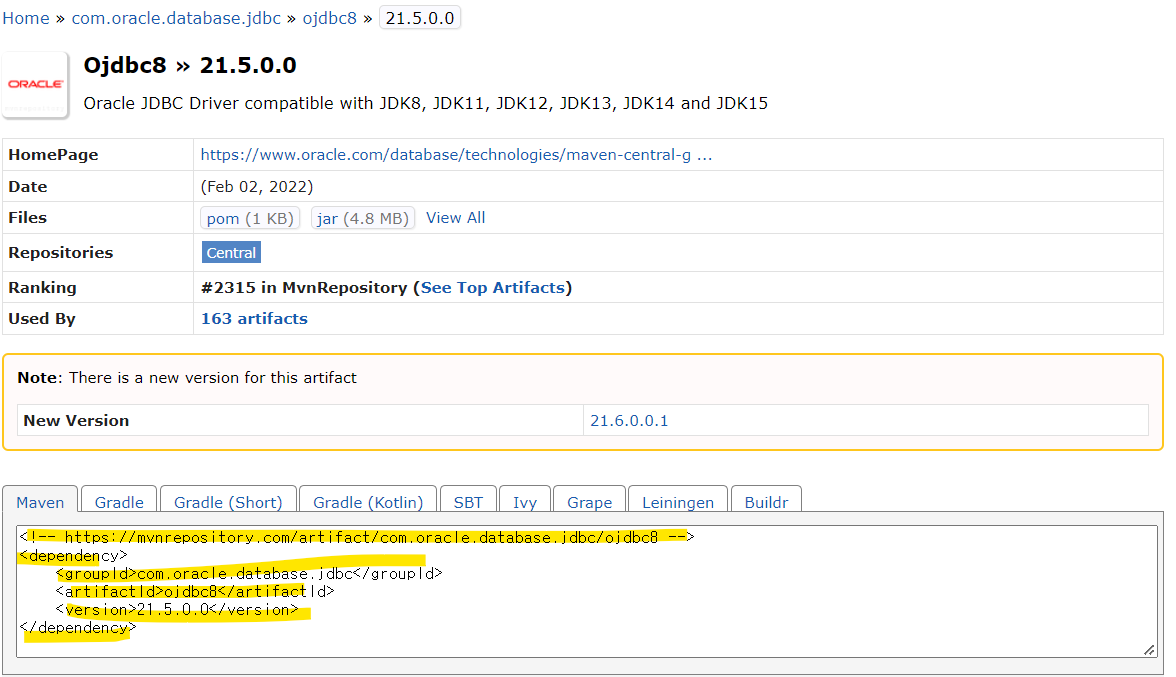 Home » com.oracle.database.jdbc » ojdbc8 » 21.5.0.0
ORACLE
Ojdbc8 » 21.5.0.0
Oracle JDBC Driver compatible with JDK8, JDK11, JDK12, JDK13, JDK14 and JDK15
HomePage https://www.oracle.com/database/technologies/maven-central-g ...
Date (Feb 02, 2022)
Files pom (1 KB) jar (4.8 MB) View All
Repositories Central
Ranking #2315 in MvnRepository (See Top Artifacts)
Used By 163 artifacts
Note: There is a new version for this artifact
New Version 21.6.0.0.1
Maven Gradle Gradle (Short) Gradle (Kotlin) SBT Ivy Grape Leiningen Buildr
<!-- https://mvnrepository.com/artifact/com.oracle.database.jdbc/ojdbc8 -->
<dependency>
<groupId>com.oracle.database.jdbc</groupId>
<artifactId>ojdbc8</artifactId>
<version>21.5.0.0</version>
</dependency>